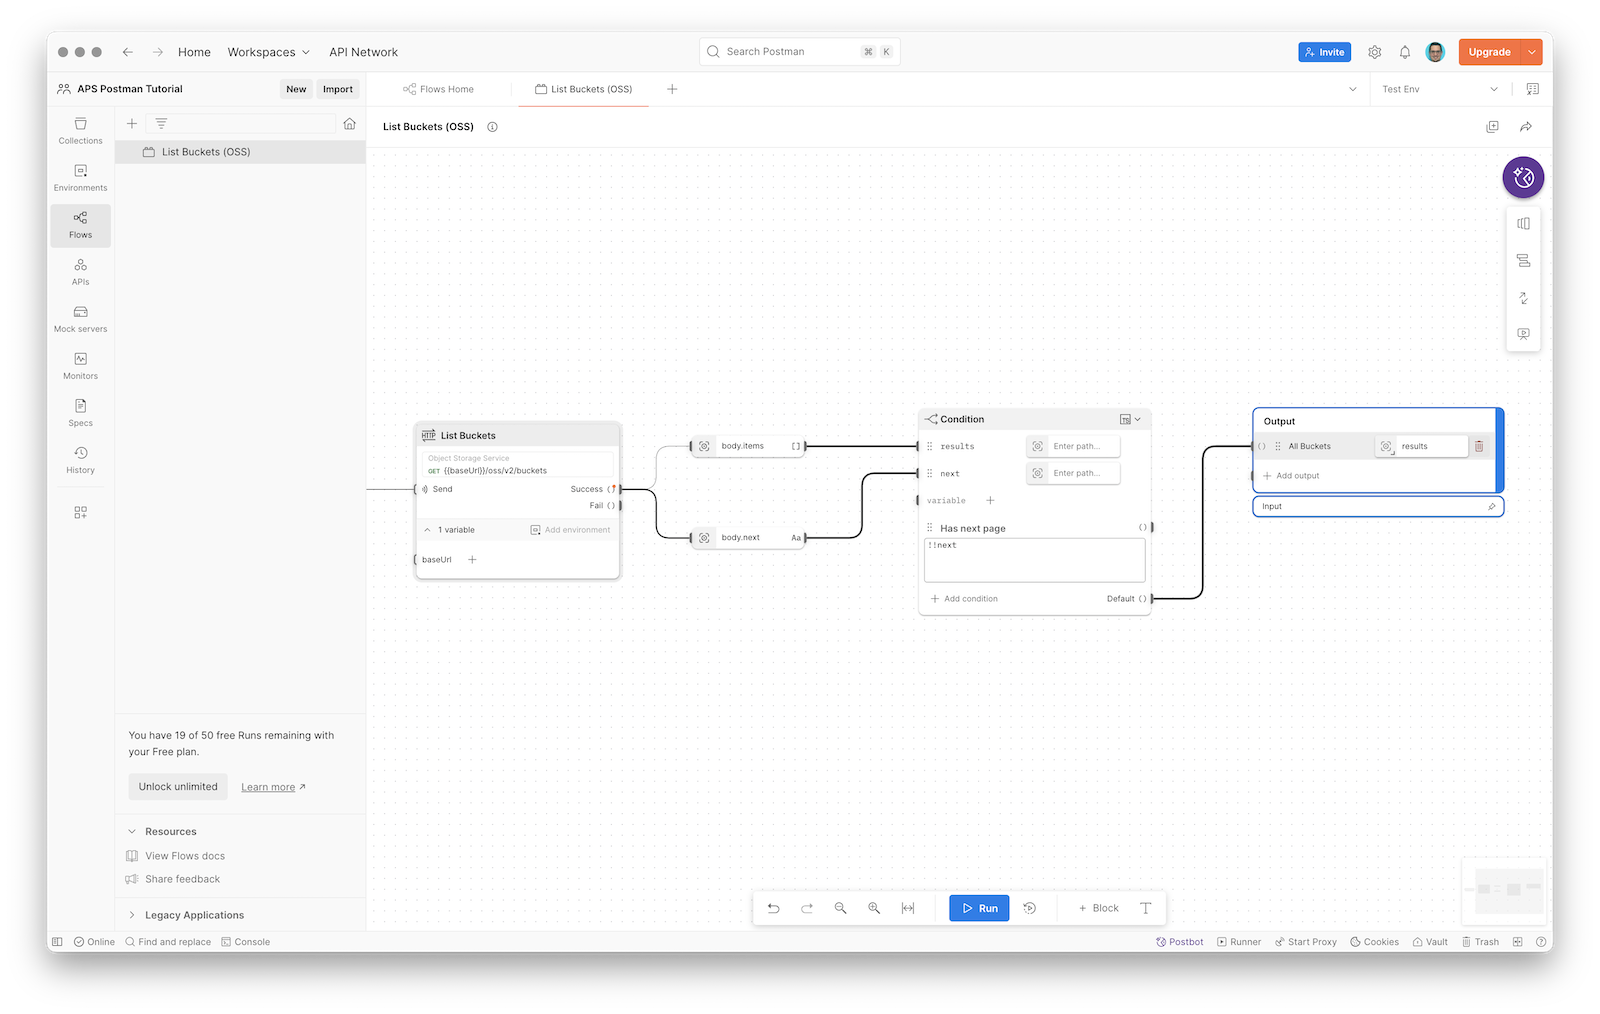 Home
Workspaces
API Network
Search Postman
⌘
K
Invite
Upgrade
APS Postman Tutorial
New
Import
Flows Home
List Buckets (OSS)
Test Env
List Buckets (OSS)
List Buckets (OSS)
Collections
Environments
Flows
APIs
Mock servers
Monitors
Specs
History
HTTP
List Buckets
Object Storage Service
GET {{baseUrl}}/oss/v2/buckets
Send
Success
Fail ()
1 variable
Add environment
baseUrl
body.items
[]
body.next
Aa
Condition
TS
results
Enter path...
next
Enter path...
variable
Has next page
()
!!next
Add condition
Default ()
Output
() All Buckets
results
Add output
Input
You have 19 of 50 free Runs remaining with
your Free plan.
Unlock unlimited
Learn more ↗
Resources
View Flows docs
Share feedback
Legacy Applications
Run
+ Block
T
Online
Find and replace
Console
Postbot
Runner
Start Proxy
Cookies
Vault
Trash